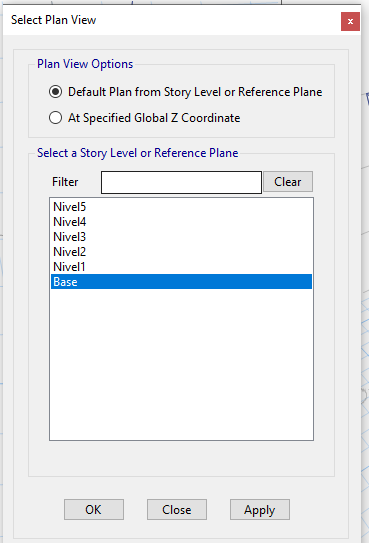 Select Plan View
x
Plan View Options
Default Plan from Story Level or Reference Plane
At Specified Global Z Coordinate
Select a Story Level or Reference Plane
Filter Clear
Nivel5
Nivel4
Nivel3
Nivel2
Nivel1
Base
OK Close Apply